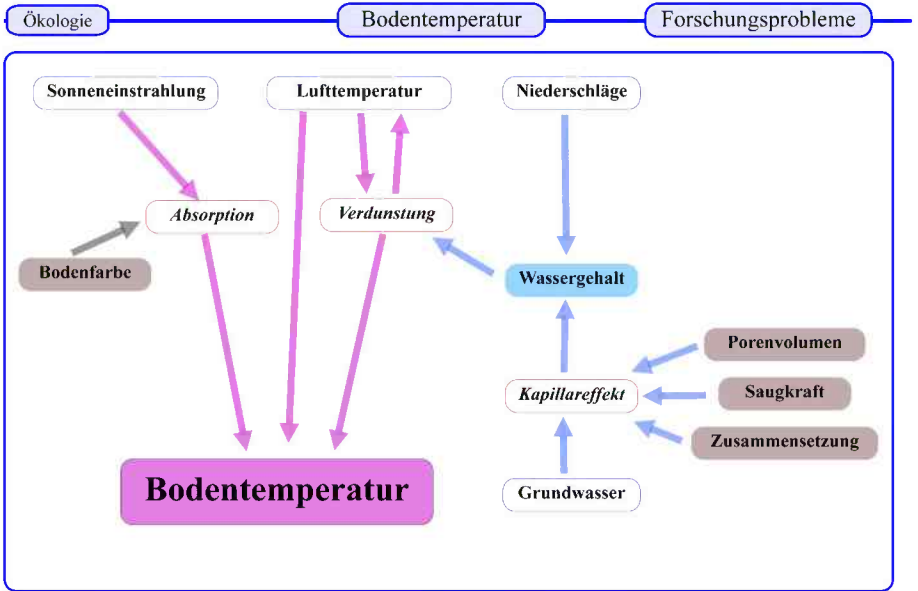 Ökologie
Bodentemperatur
Forschungsprobleme
Sonneneinstrahlung
Lufttemperatur
Niederschläge
Absorption
Verdunstung
Bodenfarbe
Wassergehalt
Porenvolumen
Kapillareffekt
Saugkraft
Zusammensetzung
Bodentemperatur
Grundwasser